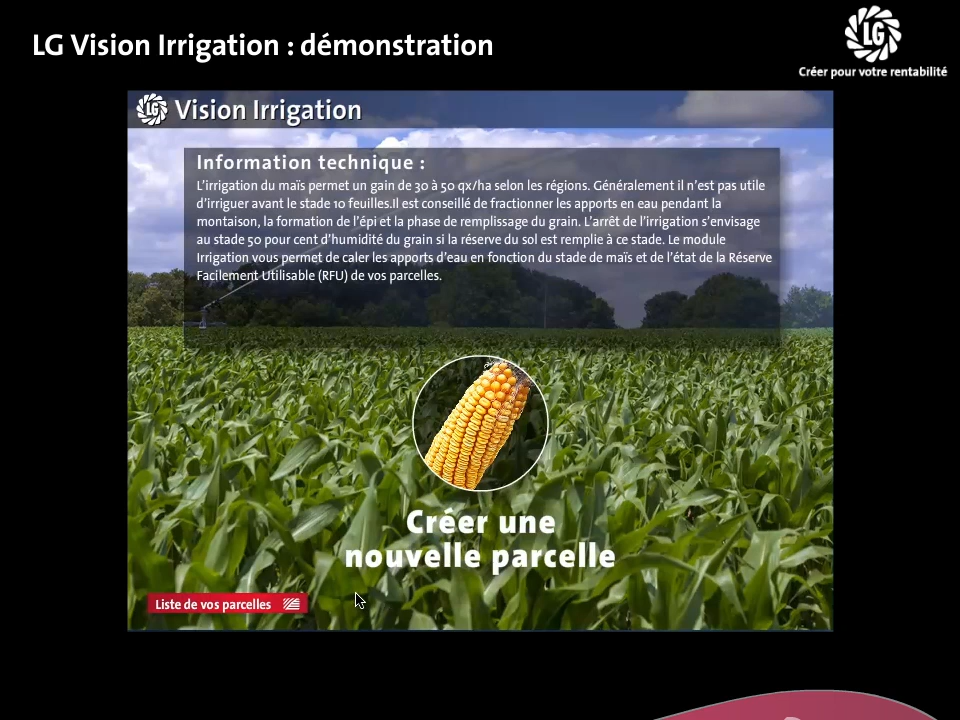 LG Vision Irrigation : démonstration
LG
Créer pour votre rentabilité
LG Vision Irrigation
Information technique :
L'irrigation du maïs permet un gain de 30 à 50 qx/ha selon les régions. Généralement il n'est pas utile
d'irriguer avant le stade 10 feuilles.Il est conseillé de fractionner les apports en eau pendant la
montaison, la formation de l'épi et la phase de remplissage du grain. L'arrêt de l'irrigation s'envisage
au stade 50 pour cent d'humidité du grain si la réserve du sol est remplie à ce stade. Le module
Irrigation vous permet de caler les apports d'eau en fonction du stade de maïs et de l'état de la Réserve
Facilement Utilisable (RFU) de vos parcelles.
Créer une
nouvelle parcelle
Liste de vos parcelles